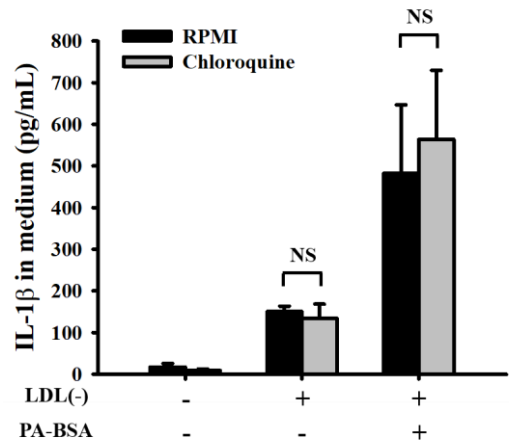 NS
RPMI
Chloroquine
IL-1β in medium (pg/mL)
800
700
600
500
400
300
200
100
0
NS
LDL(-) - + +
PA-BSA - - +